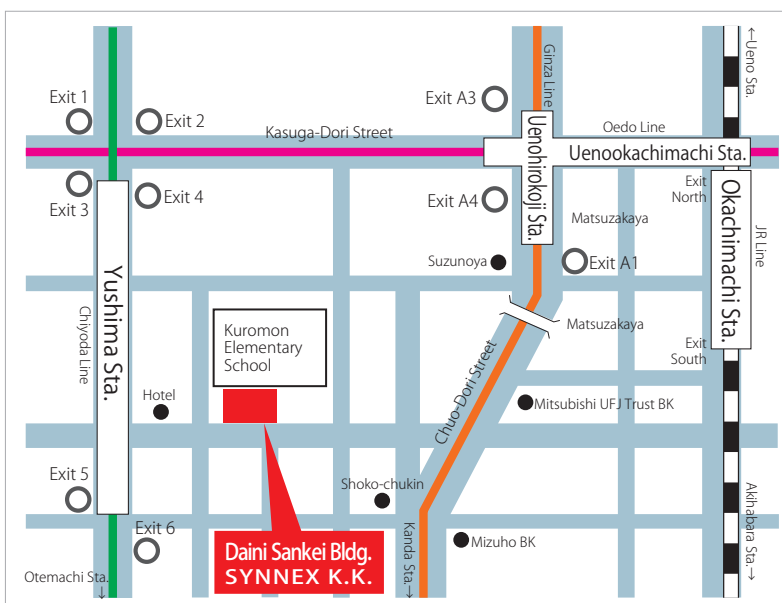 ←Ueno Sta.
Ginza Line
Exit 1
Exit 2
Exit A3
Kasuga-Dori Street
Oedo Line
Uenohirokoji Sta.
Uenookachimachi Sta.
Exit 3
Exit 4
Exit A4
Exit
North
Matsuzakaya
Okachimachi Sta.
JR Line
Suzunoya
Exit A1
Yushima Sta.
Chiyoda Line
Kuromon
Elementary
School
Matsuzakaya
Chuo-Dori Street
Exit
South
Hotel
Mitsubishi UFJ Trust BK
Exit 5
Shoko-chukin
Akihabara Sta.→
Exit 6
Kanda Sta.→
Mizuho BK
Daini Sankei Bldg.
SYNNEX K.K.
Otemachi Sta.→